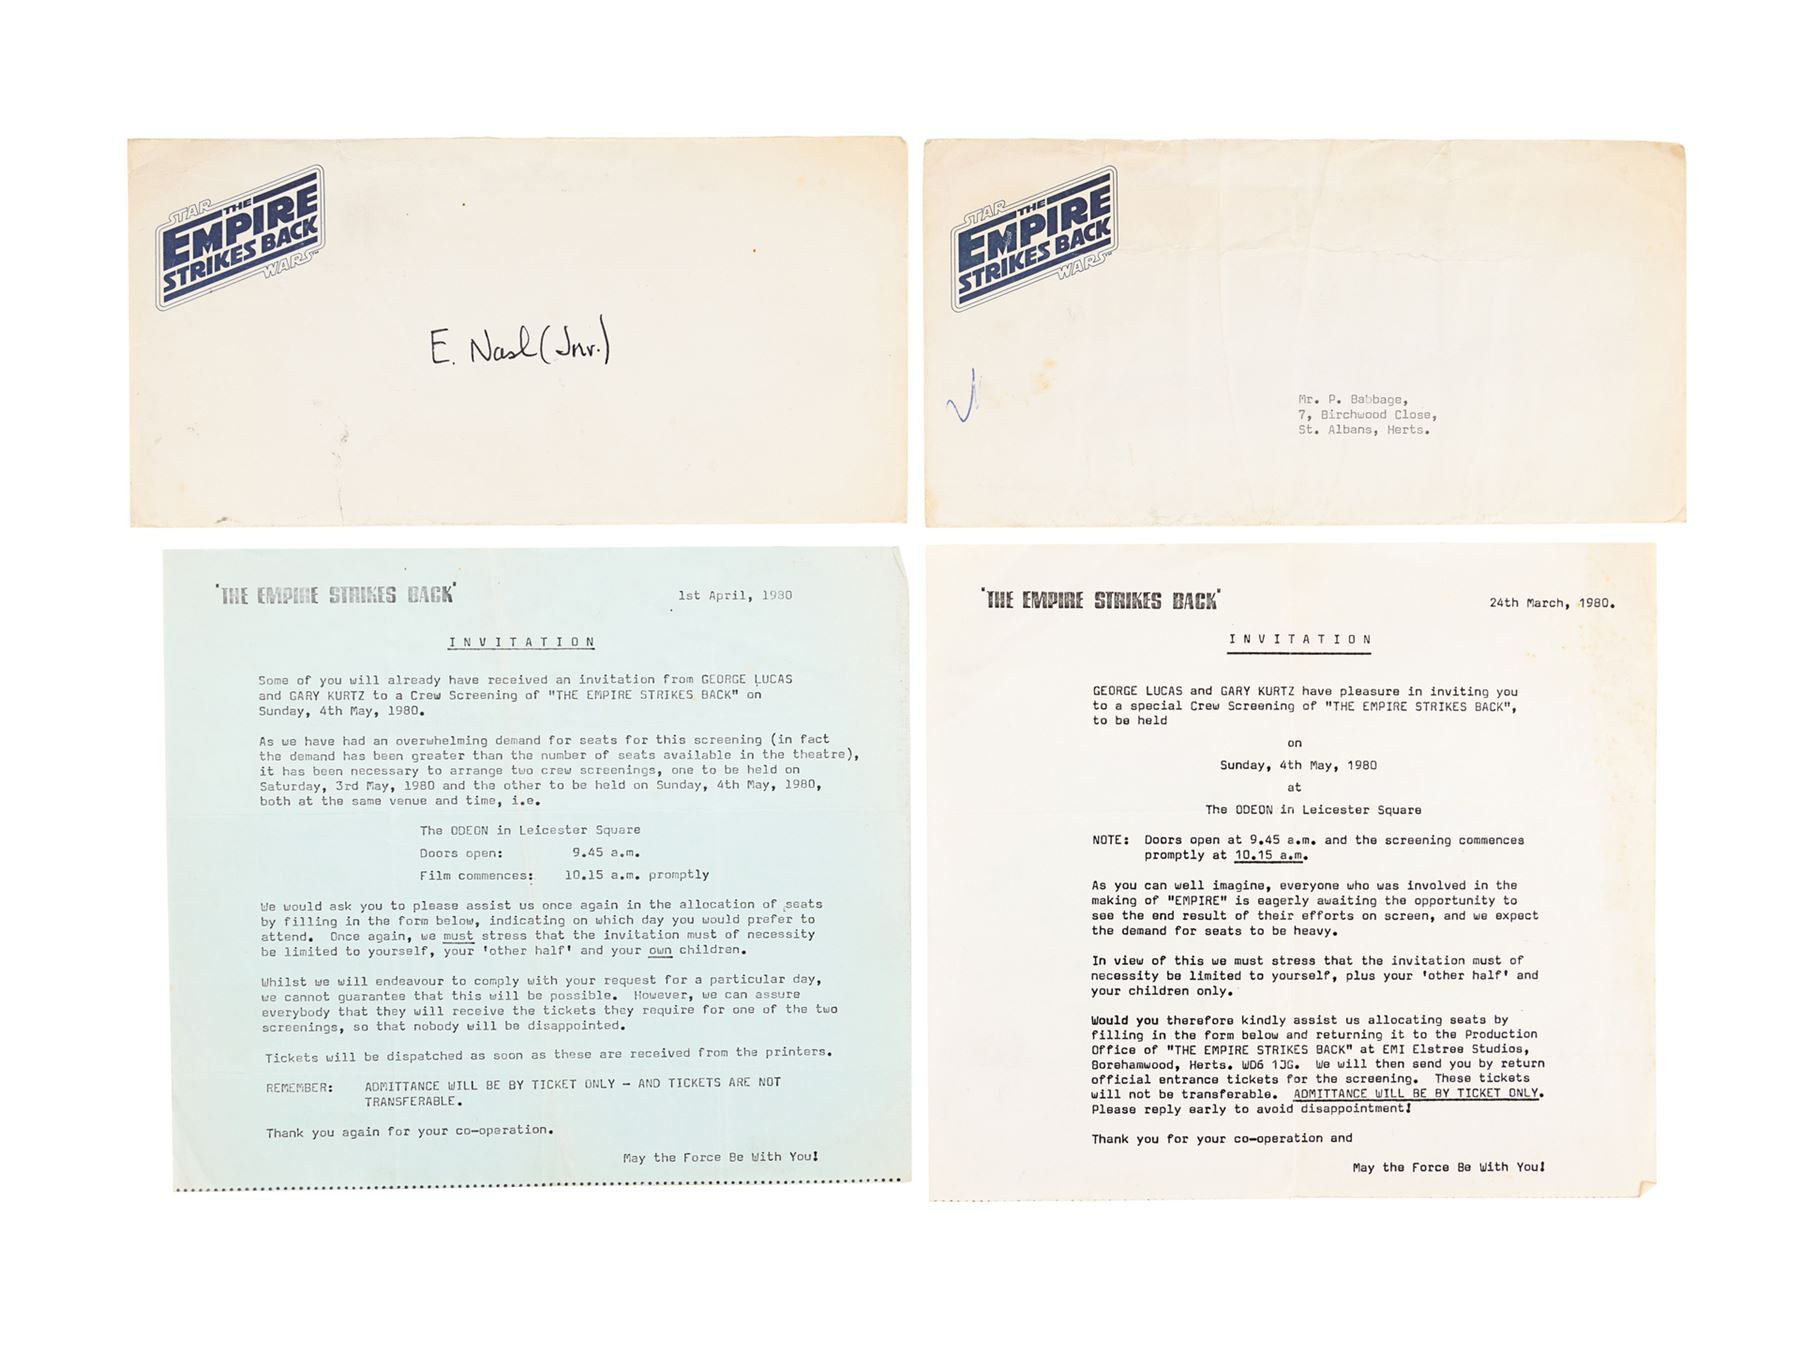 STAR
THE
EMPIRE
STRIKES BACK
WARS™
E. Nash (Jnr.)
STAR
THE
EMPIRE
STRIKES BACK
WARS™
Mr. P. Babbage,
7, Birchwood Close,
St. Albans, Herts.
'THE EMPIRE STRIKES BACK'
1st April, 1980
INVITATION
Some of you will already have received an invitation from GEORGE LUCAS
and GARY KURTZ to a Crew Screening of "THE EMPIRE STRIKES BACK" on
Sunday, 4th May, 1980.
As we have had an overwhelming demand for seats for this screening (in fact
the demand has been greater than the number of seats available in the theatre),
it has been necessary to arrange two crew screenings, one to be held on
Saturday, 3rd May, 1980 and the other to be held on Sunday, 4th May, 1980,
both at the same venue and time, i.e.
The ODEON in Leicester Square
Doors open: 9.45 a.m.
Film commences: 10.15 a.m. promptly
We would ask you to please assist us once again in the allocation of seats
by filling in the form below, indicating on which day you would prefer to
attend. Once again, we must stress that the invitation must of necessity
be limited to yourself, your 'other half' and your own children.
Whilst we will endeavour to comply with your request for a particular day,
we cannot guarantee that this will be possible. However, we can assure
everybody that they will receive the tickets they require for one of the two
screenings, so that nobody will be disappointed.
Tickets will be dispatched as soon as these are received from the printers.
REMEMBER: ADMITTANCE WILL BE BY TICKET ONLY - AND TICKETS ARE NOT
TRANSFERABLE.
Thank you again for your co-operation.
May the Force Be With You!
'THE EMPIRE STRIKES BACK'
24th March, 1980.
INVITATION
GEORGE LUCAS and GARY KURTZ have pleasure in inviting you
to a special Crew Screening of "THE EMPIRE STRIKES BACK",
to be held
on
Sunday, 4th May, 1980
at
The ODEON in Leicester Square
NOTE: Doors open at 9.45 a.m. and the screening commences
promptly at 10.15 a.m.
As you can well imagine, everyone who was involved in the
making of "EMPIRE" is eagerly awaiting the opportunity to
see the end result of their efforts on screen, and we expect
the demand for seats to be heavy.
In view of this we must stress that the invitation must of
necessity be limited to yourself, plus your 'other half' and
your children only.
Would you therefore kindly assist us allocating seats by
filling in the form below and returning it to the Production
Office of "THE EMPIRE STRIKES BACK" at EMI Elstree Studios,
Borehamwood, Herts. WD6 1JG. We will then send you by return
official entrance tickets for the screening. These tickets
will not be transferable. ADMITTANCE WILL BE BY TICKET ONLY.
Please reply early to avoid disappointment!
Thank you for your co-operation and
May the Force Be With You!